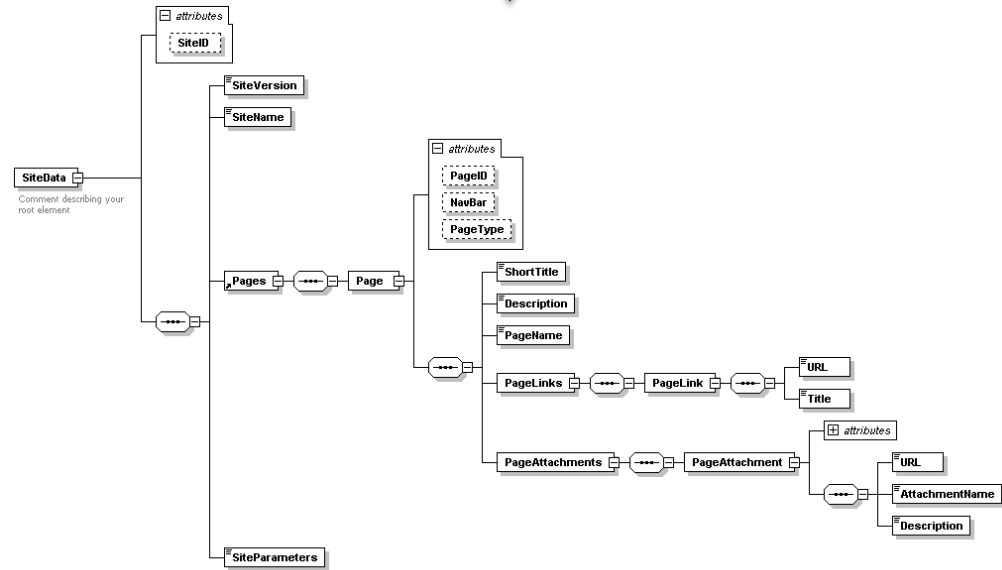 attributes
SiteID
SiteVersion
SiteName
SiteData
Comment describing your
root element
attributes
PageID
NavBar
PageType
Pages
Page
ShortTitle
Description
PageName
PageLinks
PageLink
URL
Title
attributes
PageAttachments
PageAttachment
URL
AttachmentName
Description
SiteParameters